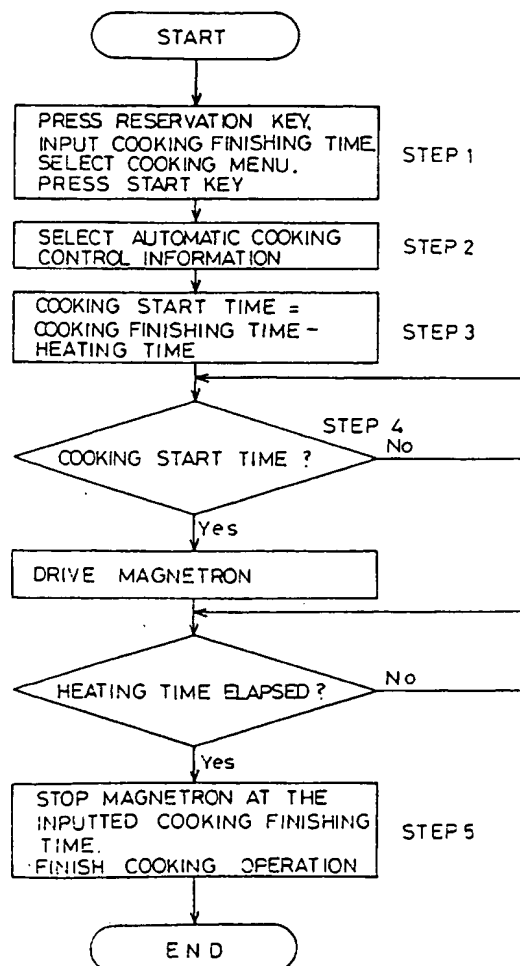 START
PRESS RESERVATION KEY.
INPUT COOKING FINISHING TIME.
SELECT COOKING MENU.
PRESS START KEY
STEP 1
SELECT AUTOMATIC COOKING
CONTROL INFORMATION
STEP 2
COOKING START TIME =
COOKING FINISHING TIME –
HEATING TIME
STEP 3
STEP 4
COOKING START TIME ?
No
Yes
DRIVE MAGNETRON
HEATING TIME ELAPSED ?
No
Yes
STOP MAGNETRON AT THE
INPUTTED COOKING FINISHING
TIME.
FINISH COOKING OPERATION
STEP 5
END